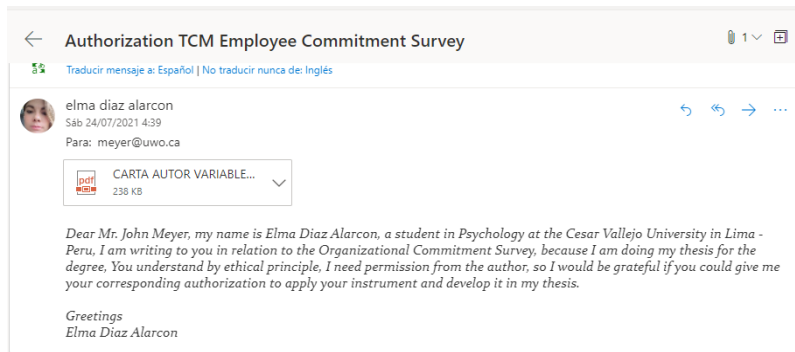 Authorization TCM Employee Commitment Survey
1
Traducir mensaje a: Español | No traducir nunca de: Inglés
elma diaz alarcon
Sáb 24/07/2021 4:39
Para: meyer@uwo.ca
pdf
CARTA AUTOR VARIABLE...
238 KB
Dear Mr. John Meyer, my name is Elma Diaz Alarcon, a student in Psychology at the Cesar Vallejo University in Lima -
Peru, I am writing to you in relation to the Organizational Commitment Survey, because I am doing my thesis for the
degree, You understand by ethical principle, I need permission from the author, so I would be grateful if you could give me
your corresponding authorization to apply your instrument and develop it in my thesis.
Greetings
Elma Diaz Alarcon